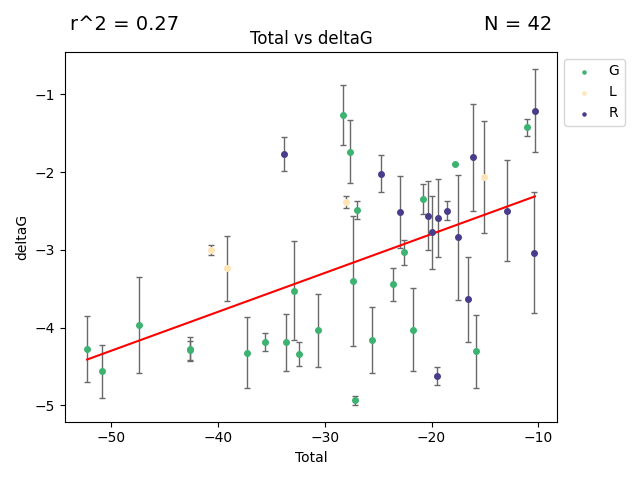 r^2 = 0.27
N = 42
Total vs deltaG
G
L
R
deltaG
−1
−2
−3
−4
−5
−50
−40
−30
−20
−10
Total